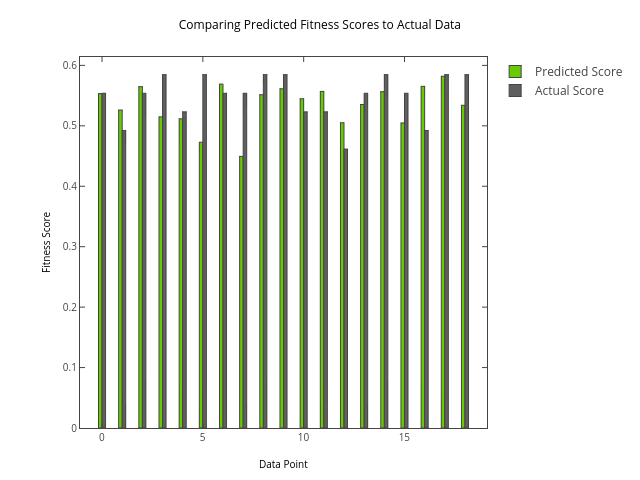 Comparing Predicted Fitness Scores to Actual Data
Predicted Score
Actual Score
0.6
0.5
0.4
0.3
0.2
0.1
0
Fitness Score
0 5 10 15
Data Point